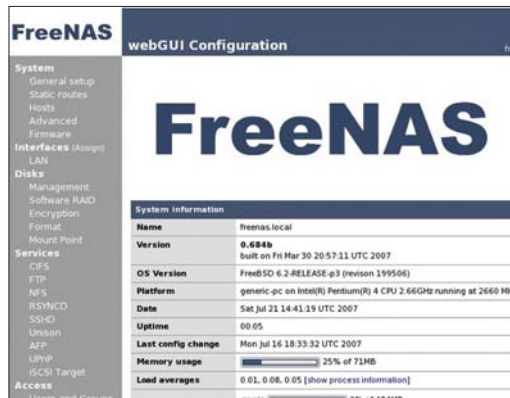 FreeNAS
webGUI Configuration
System
General setup
Static routes
Hosts
Advanced
Firmware
Interfaces (Assign)
LAN
Disks
Management
Software RAID
Encryption
Format
Mount Point
Services
CIFS
FTP
NFS
RSYNCD
SSHD
Unison
AFP
UPnP
iSCSI Target
Access
FreeNAS
System information
Name freenas.local
Version 0.684b
built on Fri Mar 30 20:57:11 UTC 2007
OS Version FreeBSD 6.2-RELEASE-p3 (revison 199506)
Platform generic-pc on Intel(R) Pentium(R) 4 CPU 2.66GHz running at 2660
Date Sat Jul 21 14:41:19 UTC 2007
Uptime 00:05
Last config change Mon Jul 16 18:33:32 UTC 2007
Memory usage 25% of 71MB
Load averages 0.01, 0.08, 0.05 [show process information]